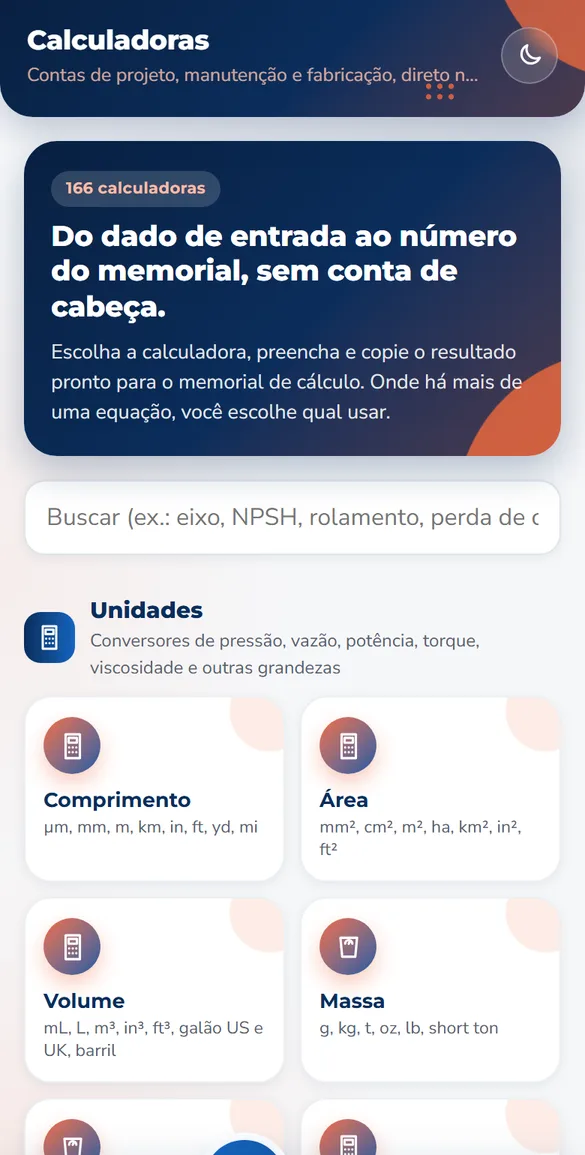 Calculadoras
Contas de projeto, manutenção e fabricação, direto n...
166 calculadoras
Do dado de entrada ao número
do memorial, sem conta de
cabeça.
Escolha a calculadora, preencha e copie o resultado
pronto para o memorial de cálculo. Onde há mais de
uma equação, você escolhe qual usar.
Buscar (ex.: eixo, NPSH, rolamento, perda de c
Unidades
Conversores de pressão, vazão, potência, torque,
viscosidade e outras grandezas
Comprimento
µm, mm, m, km, in, ft, yd, mi
Área
mm², cm², m², ha, km², in²,
ft²
Volume
mL, L, m³, in³, ft³, galão US e
UK, barril
Massa
g, kg, t, oz, lb, short ton